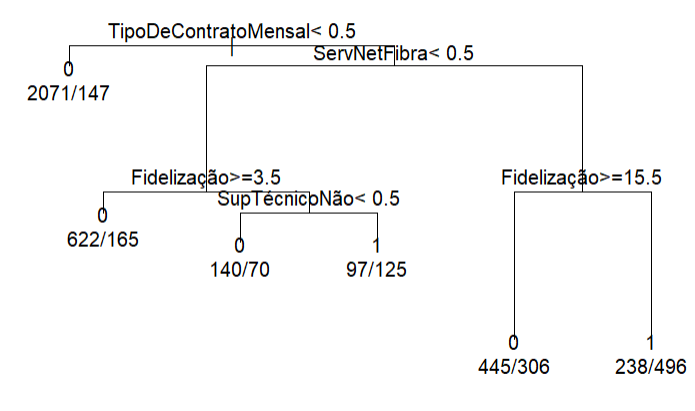 TipoDeContratoMensal< 0.5
ServNetFibra< 0.5
0
2071/147
Fidelização>=3.5
Fidelização>=15.5
SupTécnicoNão< 0.5
0
622/165
0
1
140/70
97/125
0
1
445/306
238/496